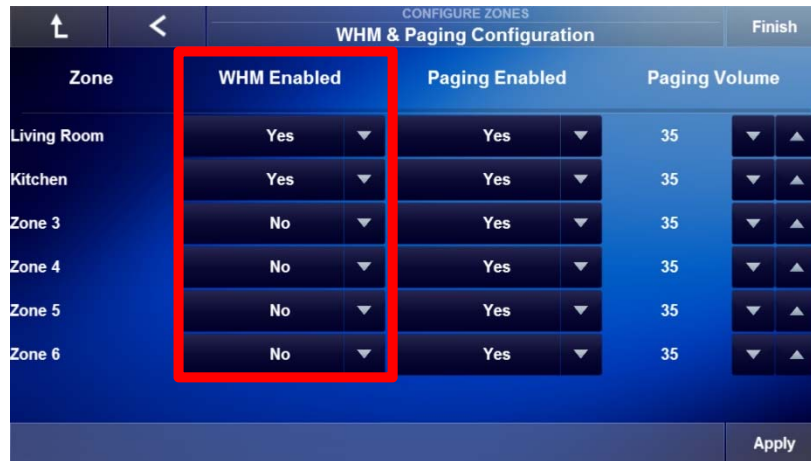 CONFIGURE ZONES
WHM & Paging Configuration
Finish
Zone WHM Enabled Paging Enabled Paging Volume
Living Room Yes Yes 35
Kitchen Yes Yes 35
Zone 3 No Yes 35
Zone 4 No Yes 35
Zone 5 No Yes 35
Zone 6 No Yes 35
Apply